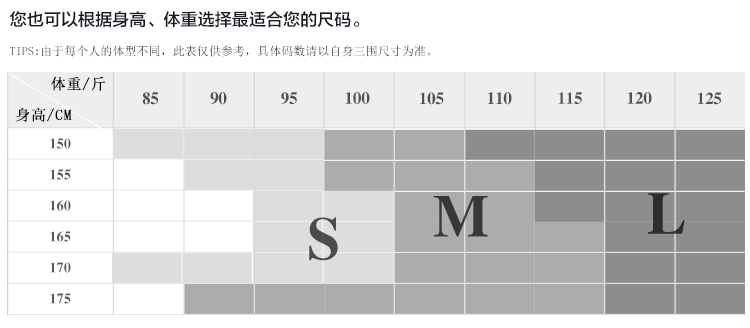 您也可以根据身高、体重选择最适合您的尺码。
TIPS:由于每个人的体型不同，此表仅供参考，具体码数请以自身三围尺寸为准。
体重/斤
身高/CM
85 90 95 100 105 110 115 120 125
150
155
160
165
170
175
S M L